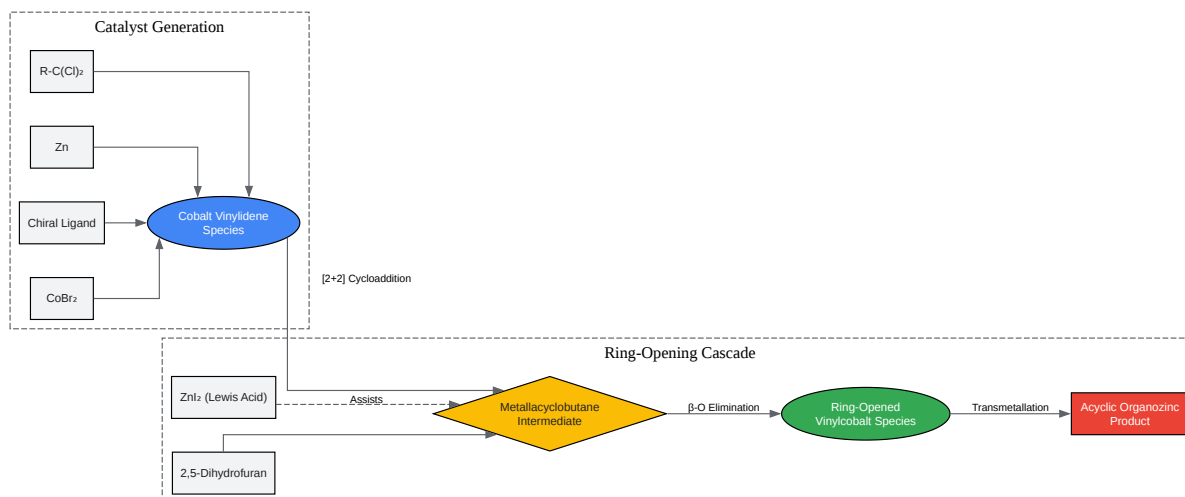 Catalyst Generation
R-C(Cl)₂
Zn
Chiral Ligand
Cobalt Vinylidene
Species
CoBr₂
[2+2] Cycloaddition
Ring-Opening Cascade
ZnI₂ (Lewis Acid)
Assists
Metallacyclobutane
Intermediate
β-O Elimination
Ring-Opened
Vinylcobalt Species
Transmetallation
Acyclic Organozinc
Product
2,5-Dihydrofuran